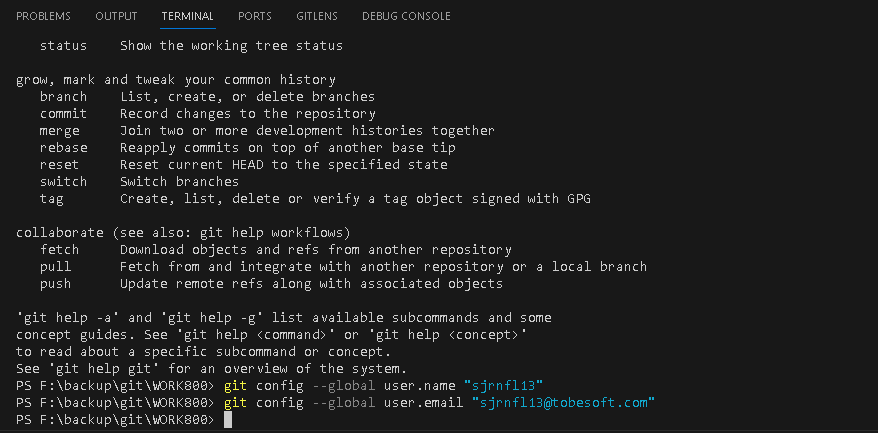 PROBLEMS OUTPUT TERMINAL PORTS GITLENS DEBUG CONSOLE
status Show the working tree status
grow, mark and tweak your common history
branch List, create, or delete branches
commit Record changes to the repository
merge Join two or more development histories together
rebase Reapply commits on top of another base tip
reset Reset current HEAD to the specified state
switch Switch branches
tag Create, list, delete or verify a tag object signed with GPG
collaborate (see also: git help workflows)
fetch Download objects and refs from another repository
pull Fetch from and integrate with another repository or a local branch
push Update remote refs along with associated objects
'git help -a' and 'git help -g' list available subcommands and some
concept guides. See 'git help <command>' or 'git help <concept>'
to read about a specific subcommand or concept.
See 'git help git' for an overview of the system.
PS F:\backup\git\WORK800> git config --global user.name "sjrnfl13"
PS F:\backup\git\WORK800> git config --global user.email "sjrnfl13@tobesoft.com"
PS F:\backup\git\WORK800>